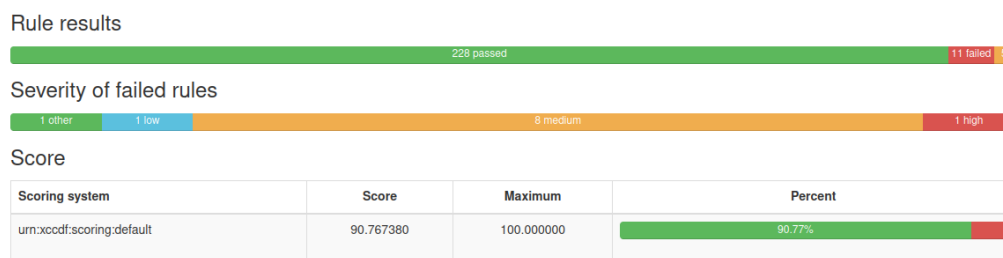 Rule results
228 passed 11 failed
Severity of failed rules
1 other 1 low 8 medium 1 high
Score
Scoring system Score Maximum Percent
urn:xccdf:scoring:default 90.767380 100.000000 90.77%